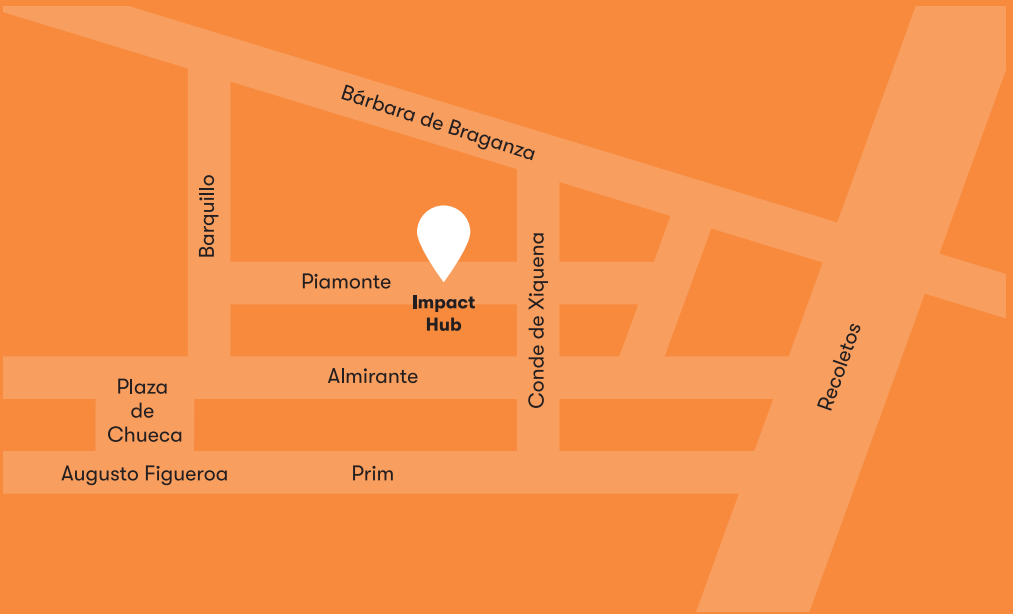 Bárbara de Braganza
Barquillo
Conde de Xiquena
Piamonte
Impact
Hub
Recoletos
Almirante
Plaza
de
Chueca
Augusto Figueroa
Prim